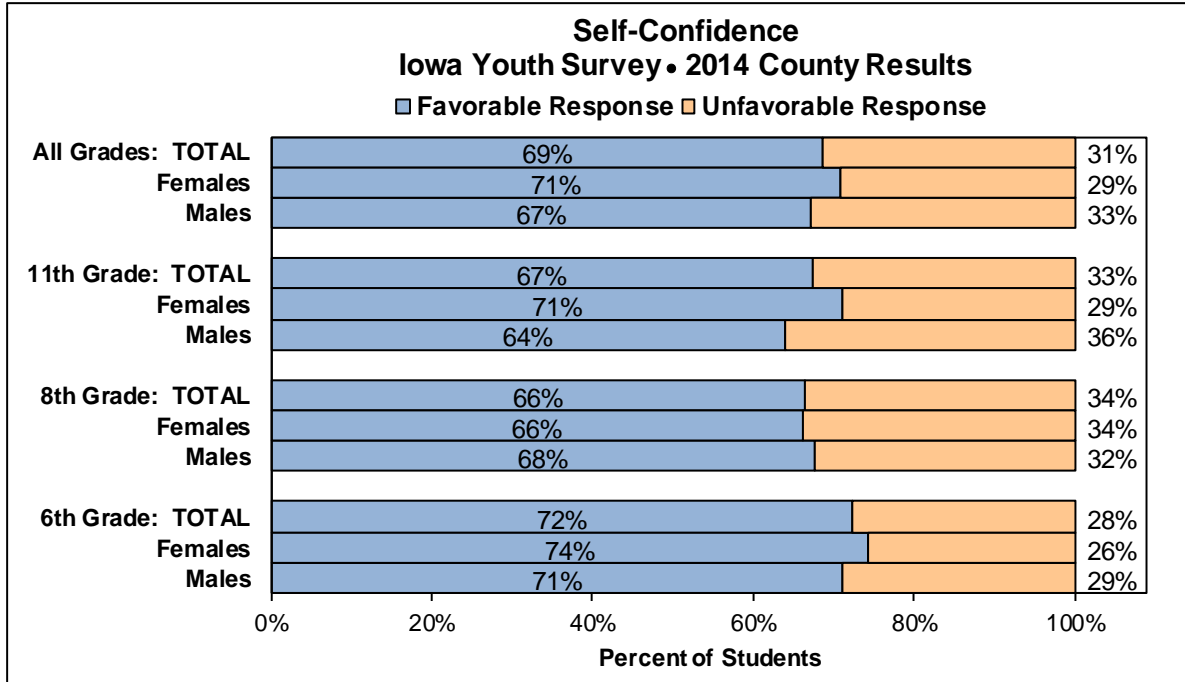 Self-Confidence
Iowa Youth Survey • 2014 County Results
Favorable Response Unfavorable Response
All Grades: TOTAL 69% 31%
Females 71% 29%
Males 67% 33%
11th Grade: TOTAL 67% 33%
Females 71% 29%
Males 64% 36%
8th Grade: TOTAL 66% 34%
Females 66% 34%
Males 68% 32%
6th Grade: TOTAL 72% 28%
Females 74% 26%
Males 71% 29%
0% 20% 40% 60% 80% 100%
Percent of Students